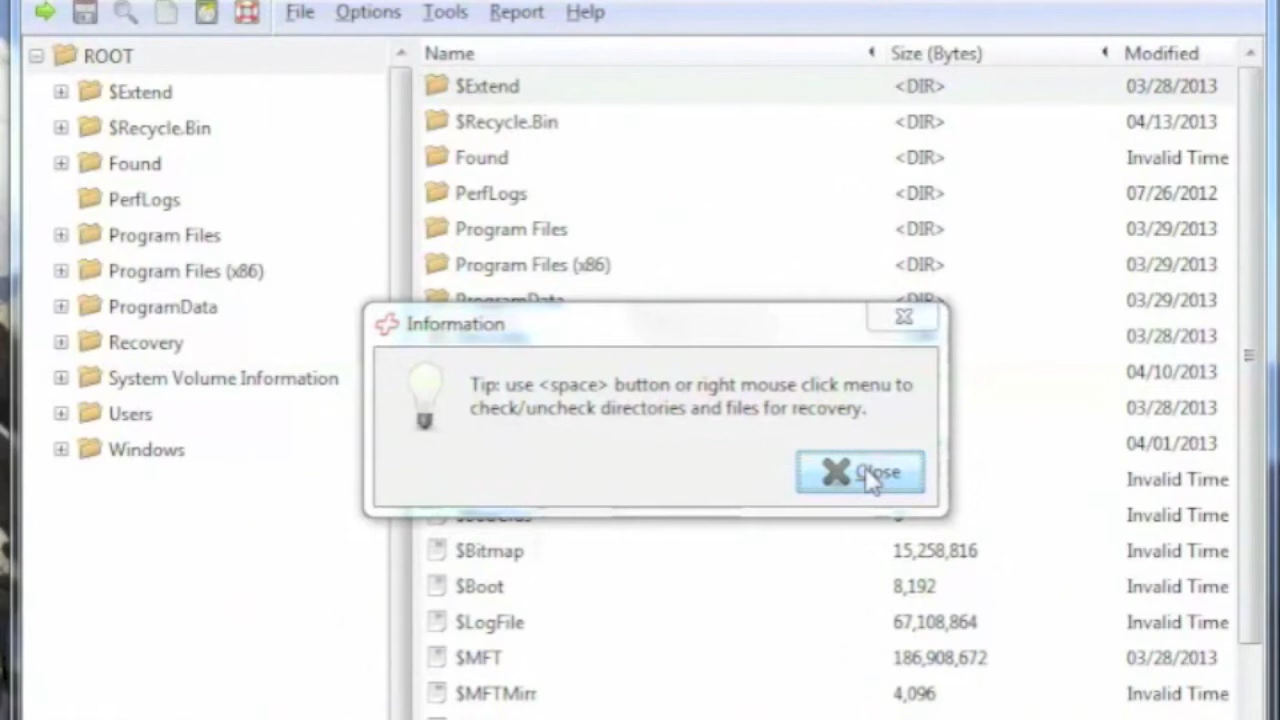 File Options Tools Report Help
ROOT
$Extend
$Recycle.Bin
Found
PerfLogs
Program Files
Program Files (x86)
ProgramData
Recovery
System Volume Information
Users
Windows
Name Size (Bytes) Modified
$Extend <DIR> 03/28/2013
$Recycle.Bin <DIR> 04/13/2013
Found <DIR> Invalid Time
PerfLogs <DIR> 07/26/2012
Program Files <DIR> 03/29/2013
Program Files (x86) <DIR> 03/29/2013
ProgramData <DIR> 03/29/2013
03/28/2013
04/10/2013
03/28/2013
04/01/2013
Invalid Time
Invalid Time
$Bitmap 15,258,816 Invalid Time
$Boot 8,192 Invalid Time
$LogFile 67,108,864 Invalid Time
$MFT 186,908,672 03/28/2013
$MFTMirr 4,096 Invalid Time
Information
Tip: use <space> button or right mouse click menu to
check/uncheck directories and files for recovery.
Close